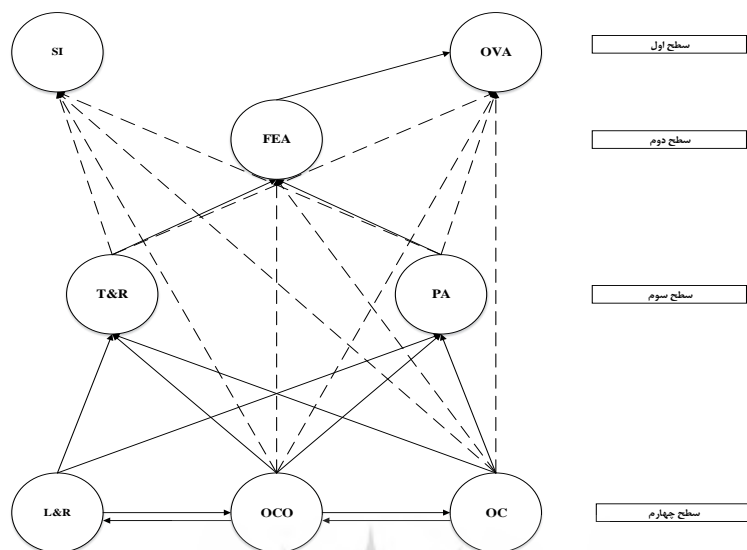 SI
OVA
سطح اول
FEA
سطح دوم
T&R
PA
سطح سوم
L&R
OCO
OC
سطح چهارم